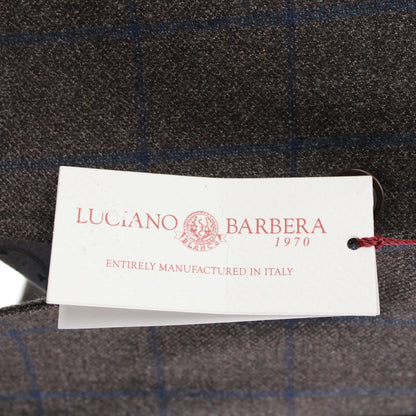 LUCIANO BARBERA
1970
ENTIRELY MANUFACTURED IN ITALY